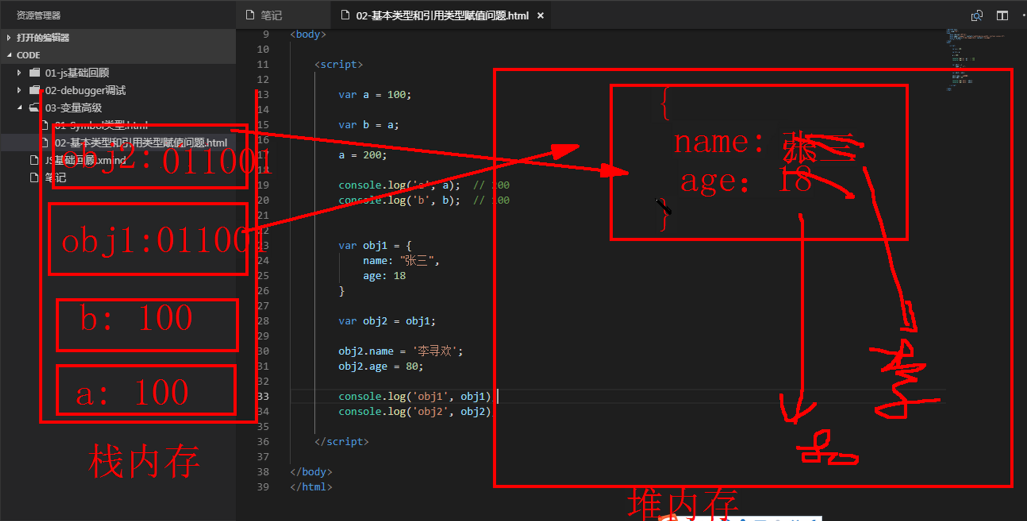 资源管理器
笔记
02-基本类型和引用类型赋值问题.html ×
打开的编辑器
CODE
01-js基础回顾
02-debugger调试
03-变量高级
01-Symbol类型.html
02-基本类型和引用类型赋值问题.html
JS基础回顾.xmind
笔记
obj2:011001
obj1:011001
b: 100
a: 100
栈内存
9 <body>
10
11 <script>
12
13 var a = 100;
14
15 var b = a;
16
17 a = 200;
18
19 console.log('a', a); // 200
20 console.log('b', b); // 100
21
22
23 var obj1 = {
24 name: "张三",
25 age: 18
26 }
27
28 var obj2 = obj1;
29
30 obj2.name = '李寻欢';
31 obj2.age = 80;
32
33 console.log('obj1', obj1)
34 console.log('obj2', obj2)
35
36 </script>
37
38 </body>
39 </html>
{
name: 张三
age: 18
}
堆内存